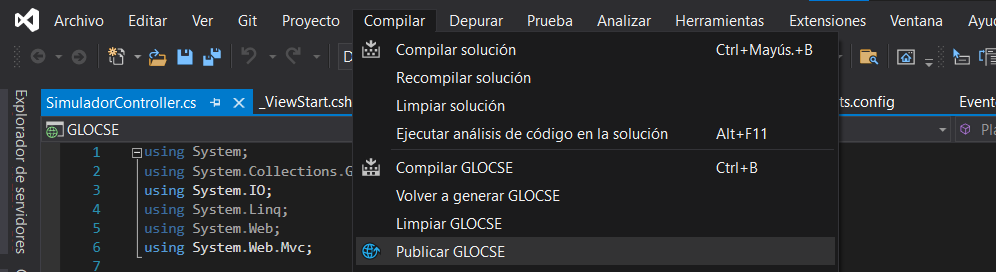 Archivo Editar Ver Git Proyecto Compilar Depurar Prueba Analizar Herramientas Extensiones Ventana Ayu
Compilar solución Ctrl+Mayús.+B
Recompilar solución
Limpiar solución
Ejecutar análisis de código en la solución Alt+F11
Compilar GLOCSE Ctrl+B
Volver a generar GLOCSE
Limpiar GLOCSE
Publicar GLOCSE
Explorador de servidores
SimuladorController.cs _ViewStart.csh ts.config Evento
GLOCSE Pla
1 using System;
2 using System.Collections.G
3 using System.IO;
4 using System.Linq;
5 using System.Web;
6 using System.Web.Mvc;
7